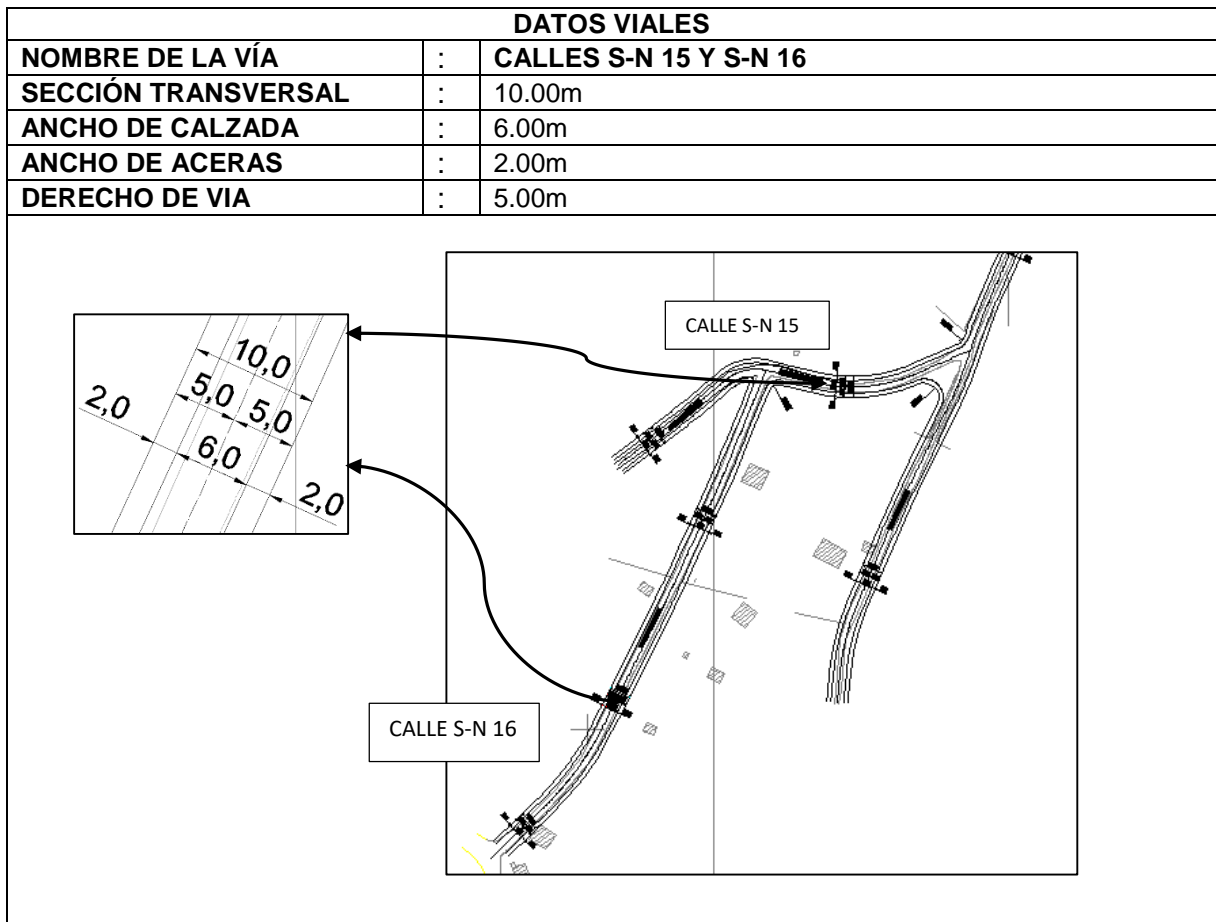 DATOS VIALES
NOMBRE DE LA VÍA : CALLES S-N 15 Y S-N 16
SECCIÓN TRANSVERSAL : 10.00m
ANCHO DE CALZADA : 6.00m
ANCHO DE ACERAS : 2.00m
DERECHO DE VIA : 5.00m
CALLE S-N 15
10,0
5,0 5,0
2,0
6,0
2,0
CALLE S-N 16